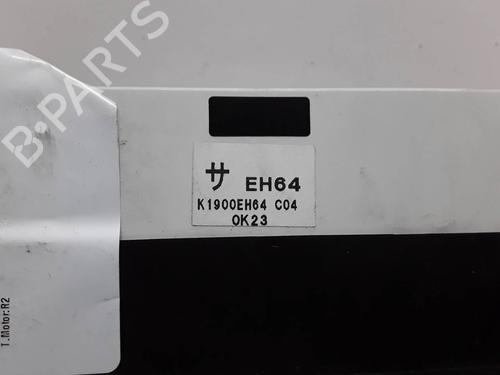 B-PARTS
サ EH64
K1900EH64 C04
0K23
T.Motor:R2